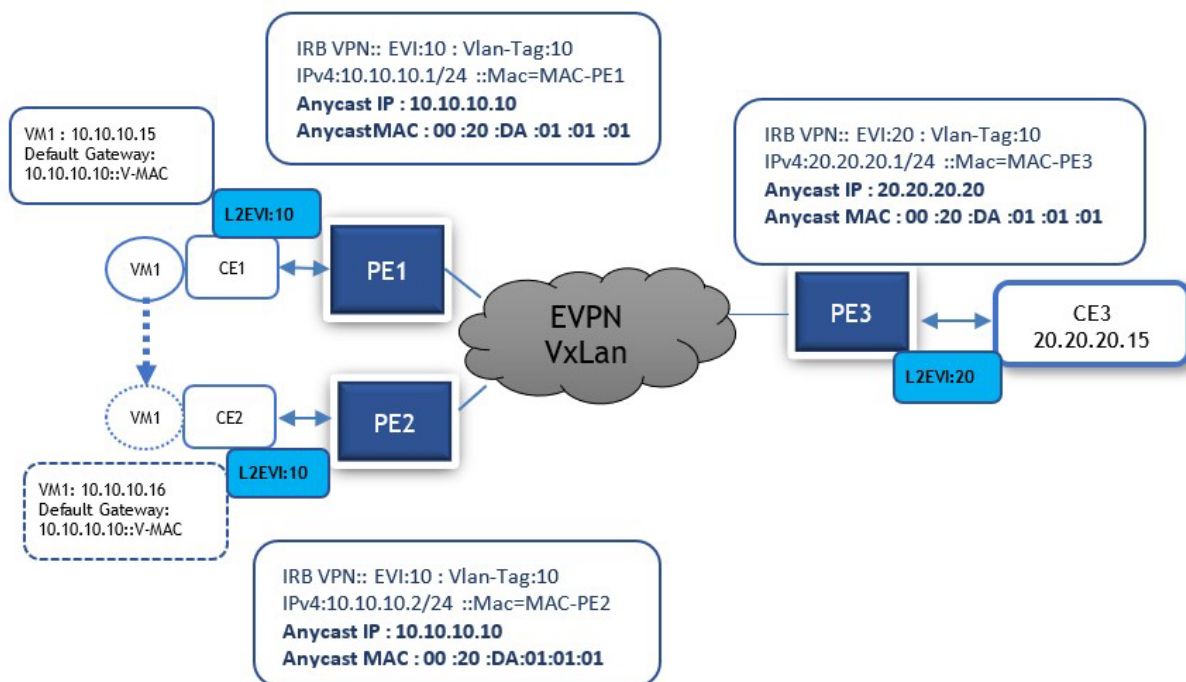 IRB VPN:: EVI:10 : Vlan-Tag:10
IPv4:10.10.10.1/24 ::Mac=MAC-PE1
Anycast IP : 10.10.10.10
AnycastMAC : 00 :20 :DA :01 :01 :01
VM1 : 10.10.10.15
Default Gateway:
10.10.10.10::V-MAC
IRB VPN:: EVI:20 : Vlan-Tag:10
IPv4:20.20.20.1/24 ::Mac=MAC-PE3
Anycast IP : 20.20.20.20
Anycast MAC : 00 :20 :DA :01 :01 :01
L2EVI:10
VM1
CE1
PE1
EVPN
VxLan
PE3
CE3
20.20.20.15
L2EVI:20
VM1
CE2
PE2
L2EVI:10
VM1: 10.10.10.16
Default Gateway:
10.10.10.10::V-MAC
IRB VPN:: EVI:10 : Vlan-Tag:10
IPv4:10.10.10.2/24 ::Mac=MAC-PE2
Anycast IP : 10.10.10.10
Anycast MAC : 00 :20 :DA:01:01:01